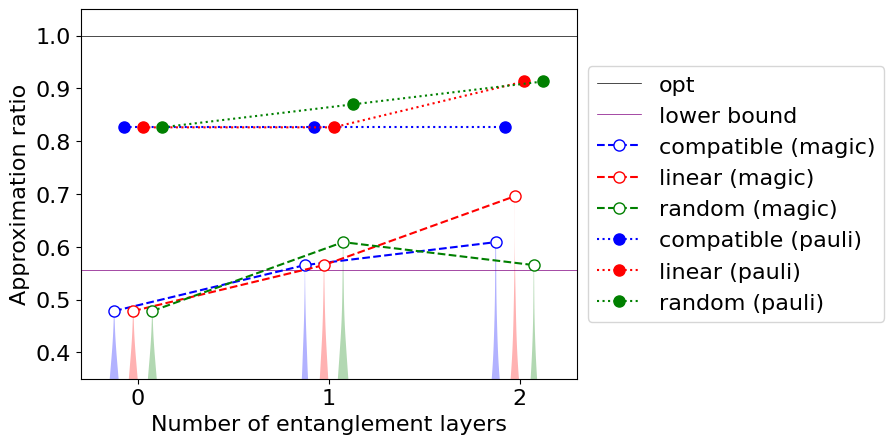 Approximation ratio
1.0
0.9
0.8
0.7
0.6
0.5
0.4
0
1
2
Number of entanglement layers
opt
lower bound
compatible (magic)
linear (magic)
random (magic)
compatible (pauli)
linear (pauli)
random (pauli)